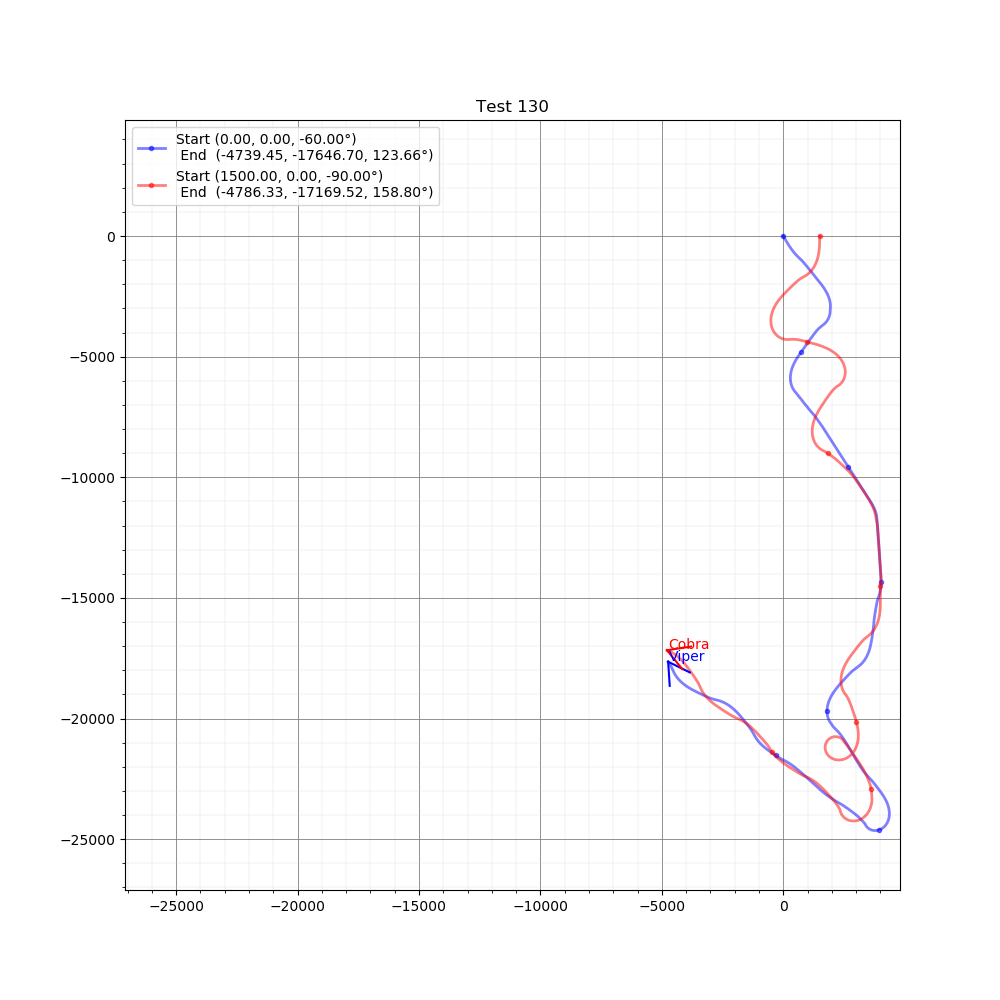 Test 130
Start (0.00, 0.00, -60.00°)
End  (-4739.45, -17646.70, 123.66°)
Start (1500.00, 0.00, -90.00°)
End  (-4786.33, -17169.52, 158.80°)
0
−5000
−10000
−15000
−20000
−25000
Cobra
Viper
−25000
−20000
−15000
−10000
−5000
0